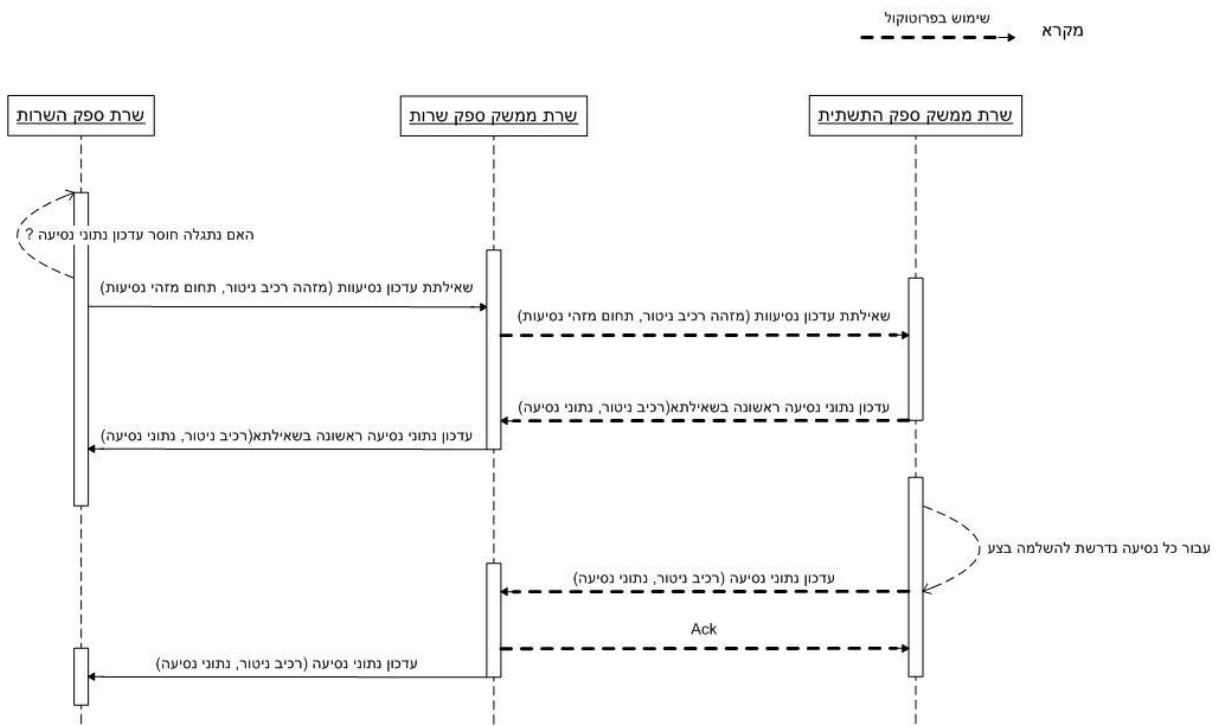 שימוש בפרוטוקול
מקרא
שרת ממשק ספק התשתית
שרת ממשק ספק שרות
שרת ספק השרות
האם נתגלה חוסר עדכון נתוני נסיעה ?
שאילתת עדכון נסיעוות (מזהה רכיב ניטור, תחום מזהי נסיעות)
שאילתת עדכון נסיעוות (מזהה רכיב ניטור, תחום מזהי נסיעות)
עדכון נתוני נסיעה ראשונה בשאילתא(רכיב ניטור, נתוני נסיעה)
עדכון נתוני נסיעה ראשונה בשאילתא(רכיב ניטור, נתוני נסיעה)
עבור כל נסיעה נדרשת להשלמה בצע
עדכון נתוני נסיעה (רכיב ניטור, נתוני נסיעה)
Ack
עדכון נתוני נסיעה (רכיב ניטור, נתוני נסיעה)